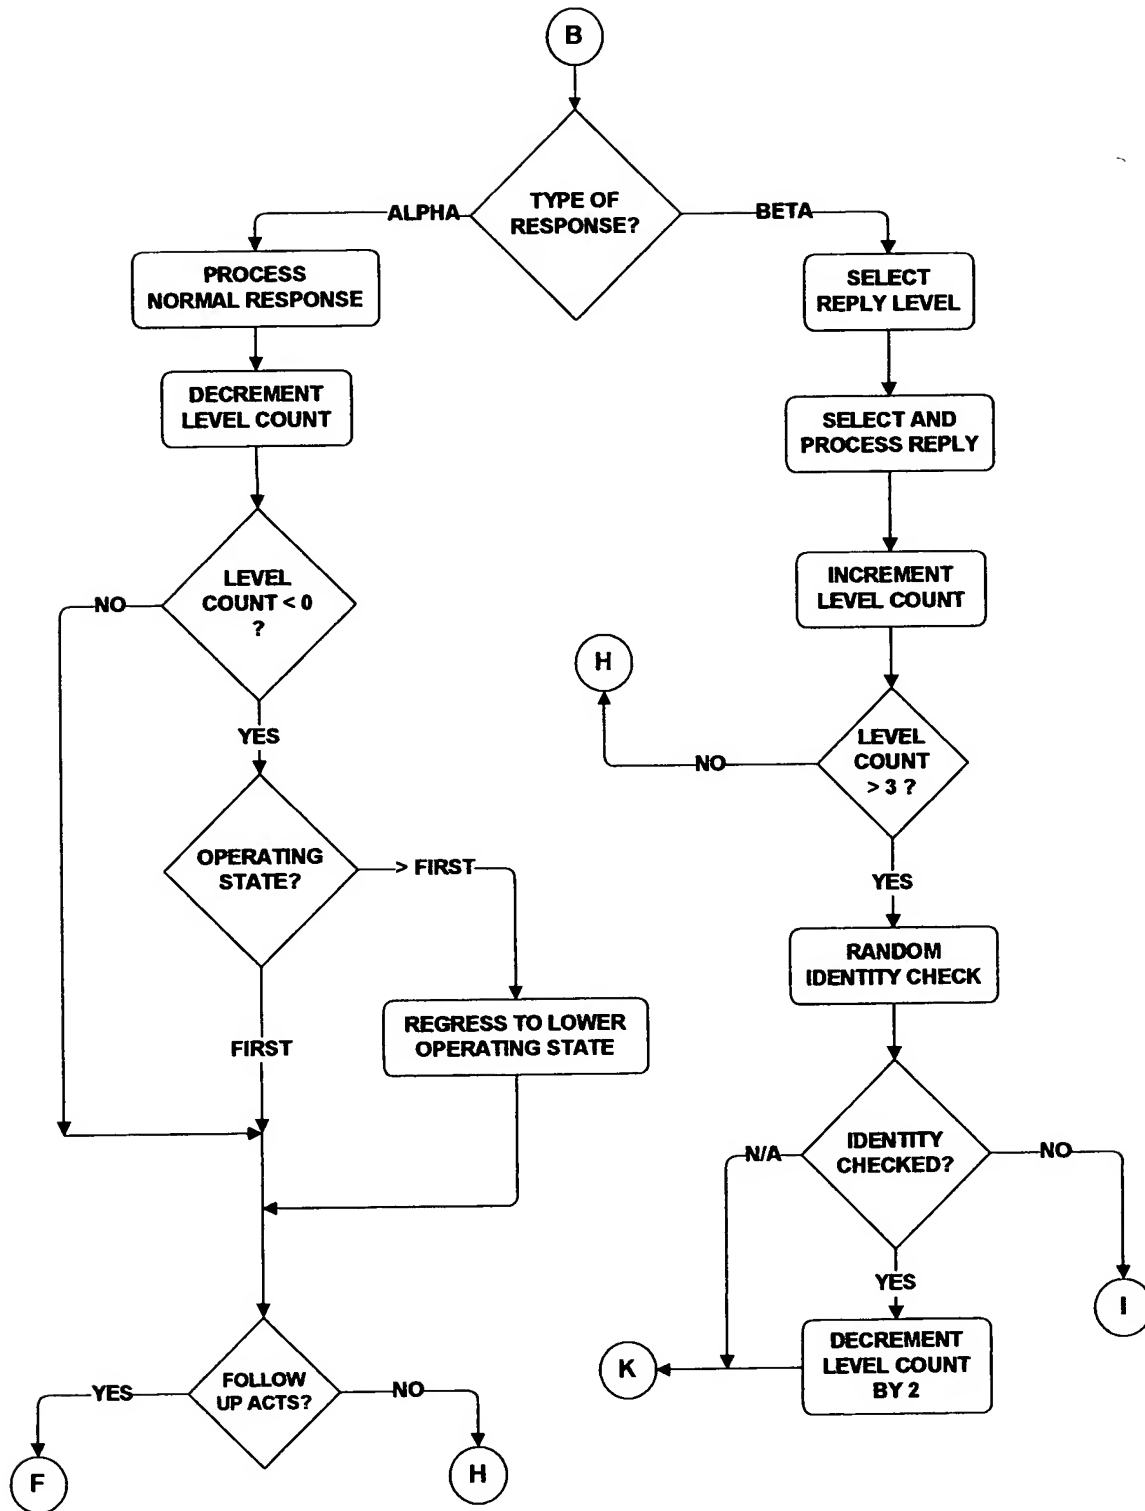 B
TYPE OF
RESPONSE?
ALPHA
BETA
PROCESS
NORMAL RESPONSE
DECREMENT
LEVEL COUNT
LEVEL
COUNT < 0
?
NO
YES
OPERATING
STATE?
> FIRST
FIRST
REGRESS TO LOWER
OPERATING STATE
FOLLOW
UP ACTS?
YES
NO
F
H
SELECT
REPLY LEVEL
SELECT AND
PROCESS REPLY
INCREMENT
LEVEL COUNT
LEVEL
COUNT
> 3 ?
NO
H
YES
RANDOM
IDENTITY CHECK
IDENTITY
CHECKED?
N/A
NO
I
YES
DECREMENT
LEVEL COUNT
BY 2
K